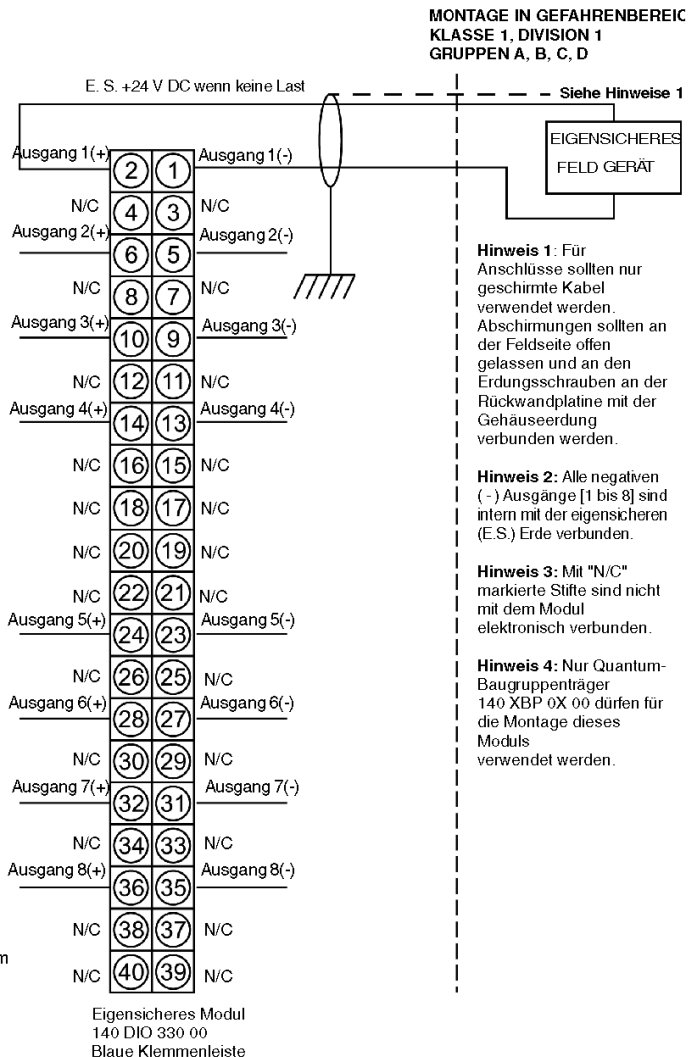 MONTAGE IN GEFAHRENBEREIC
KLASSE 1, DIVISION 1
GRUPPEN A, B, C, D
E. S. +24 V DC wenn keine Last
Siehe Hinweise 1
EIGENSICHERES
FELD GERÄT
Ausgang 1(+) 2 1 Ausgang 1(-)
N/C 4 3 N/C
Ausgang 2(+) 6 5 Ausgang 2(-)
N/C 8 7 N/C
Ausgang 3(+) 10 9 Ausgang 3(-)
N/C 12 11 N/C
Ausgang 4(+) 14 13 Ausgang 4(-)
N/C 16 15 N/C
N/C 18 17 N/C
N/C 20 19 N/C
N/C 22 21 N/C
Ausgang 5(+) 24 23 Ausgang 5(-)
N/C 26 25 N/C
Ausgang 6(+) 28 27 Ausgang 6(-)
N/C 30 29 N/C
Ausgang 7(+) 32 31 Ausgang 7(-)
N/C 34 33 N/C
Ausgang 8(+) 36 35 Ausgang 8(-)
N/C 38 37 N/C
m
N/C 40 39 N/C
Eigensicheres Modul
140 DIO 330 00
Blaue Klemmenleiste
Hinweis 1: Für
Anschlüsse sollten nur
geschirmte Kabel
verwendet werden.
Abschirmungen sollten an
der Feldseite offen
gelassen und an den
Erdungsschrauben an der
Rückwandplatine mit der
Gehäuseerdung
verbunden werden.
Hinweis 2: Alle negativen
( - ) Ausgänge [1 bis 8] sind
intern mit der eigensicheren
(E.S.) Erde verbunden.
Hinweis 3: Mit "N/C"
markierte Stifte sind nicht
mit dem Modul
elektronisch verbunden.
Hinweis 4: Nur Quantum-
Baugruppenträger
140 XBP 0X 00 dürfen für
die Montage dieses
Moduls
verwendet werden.